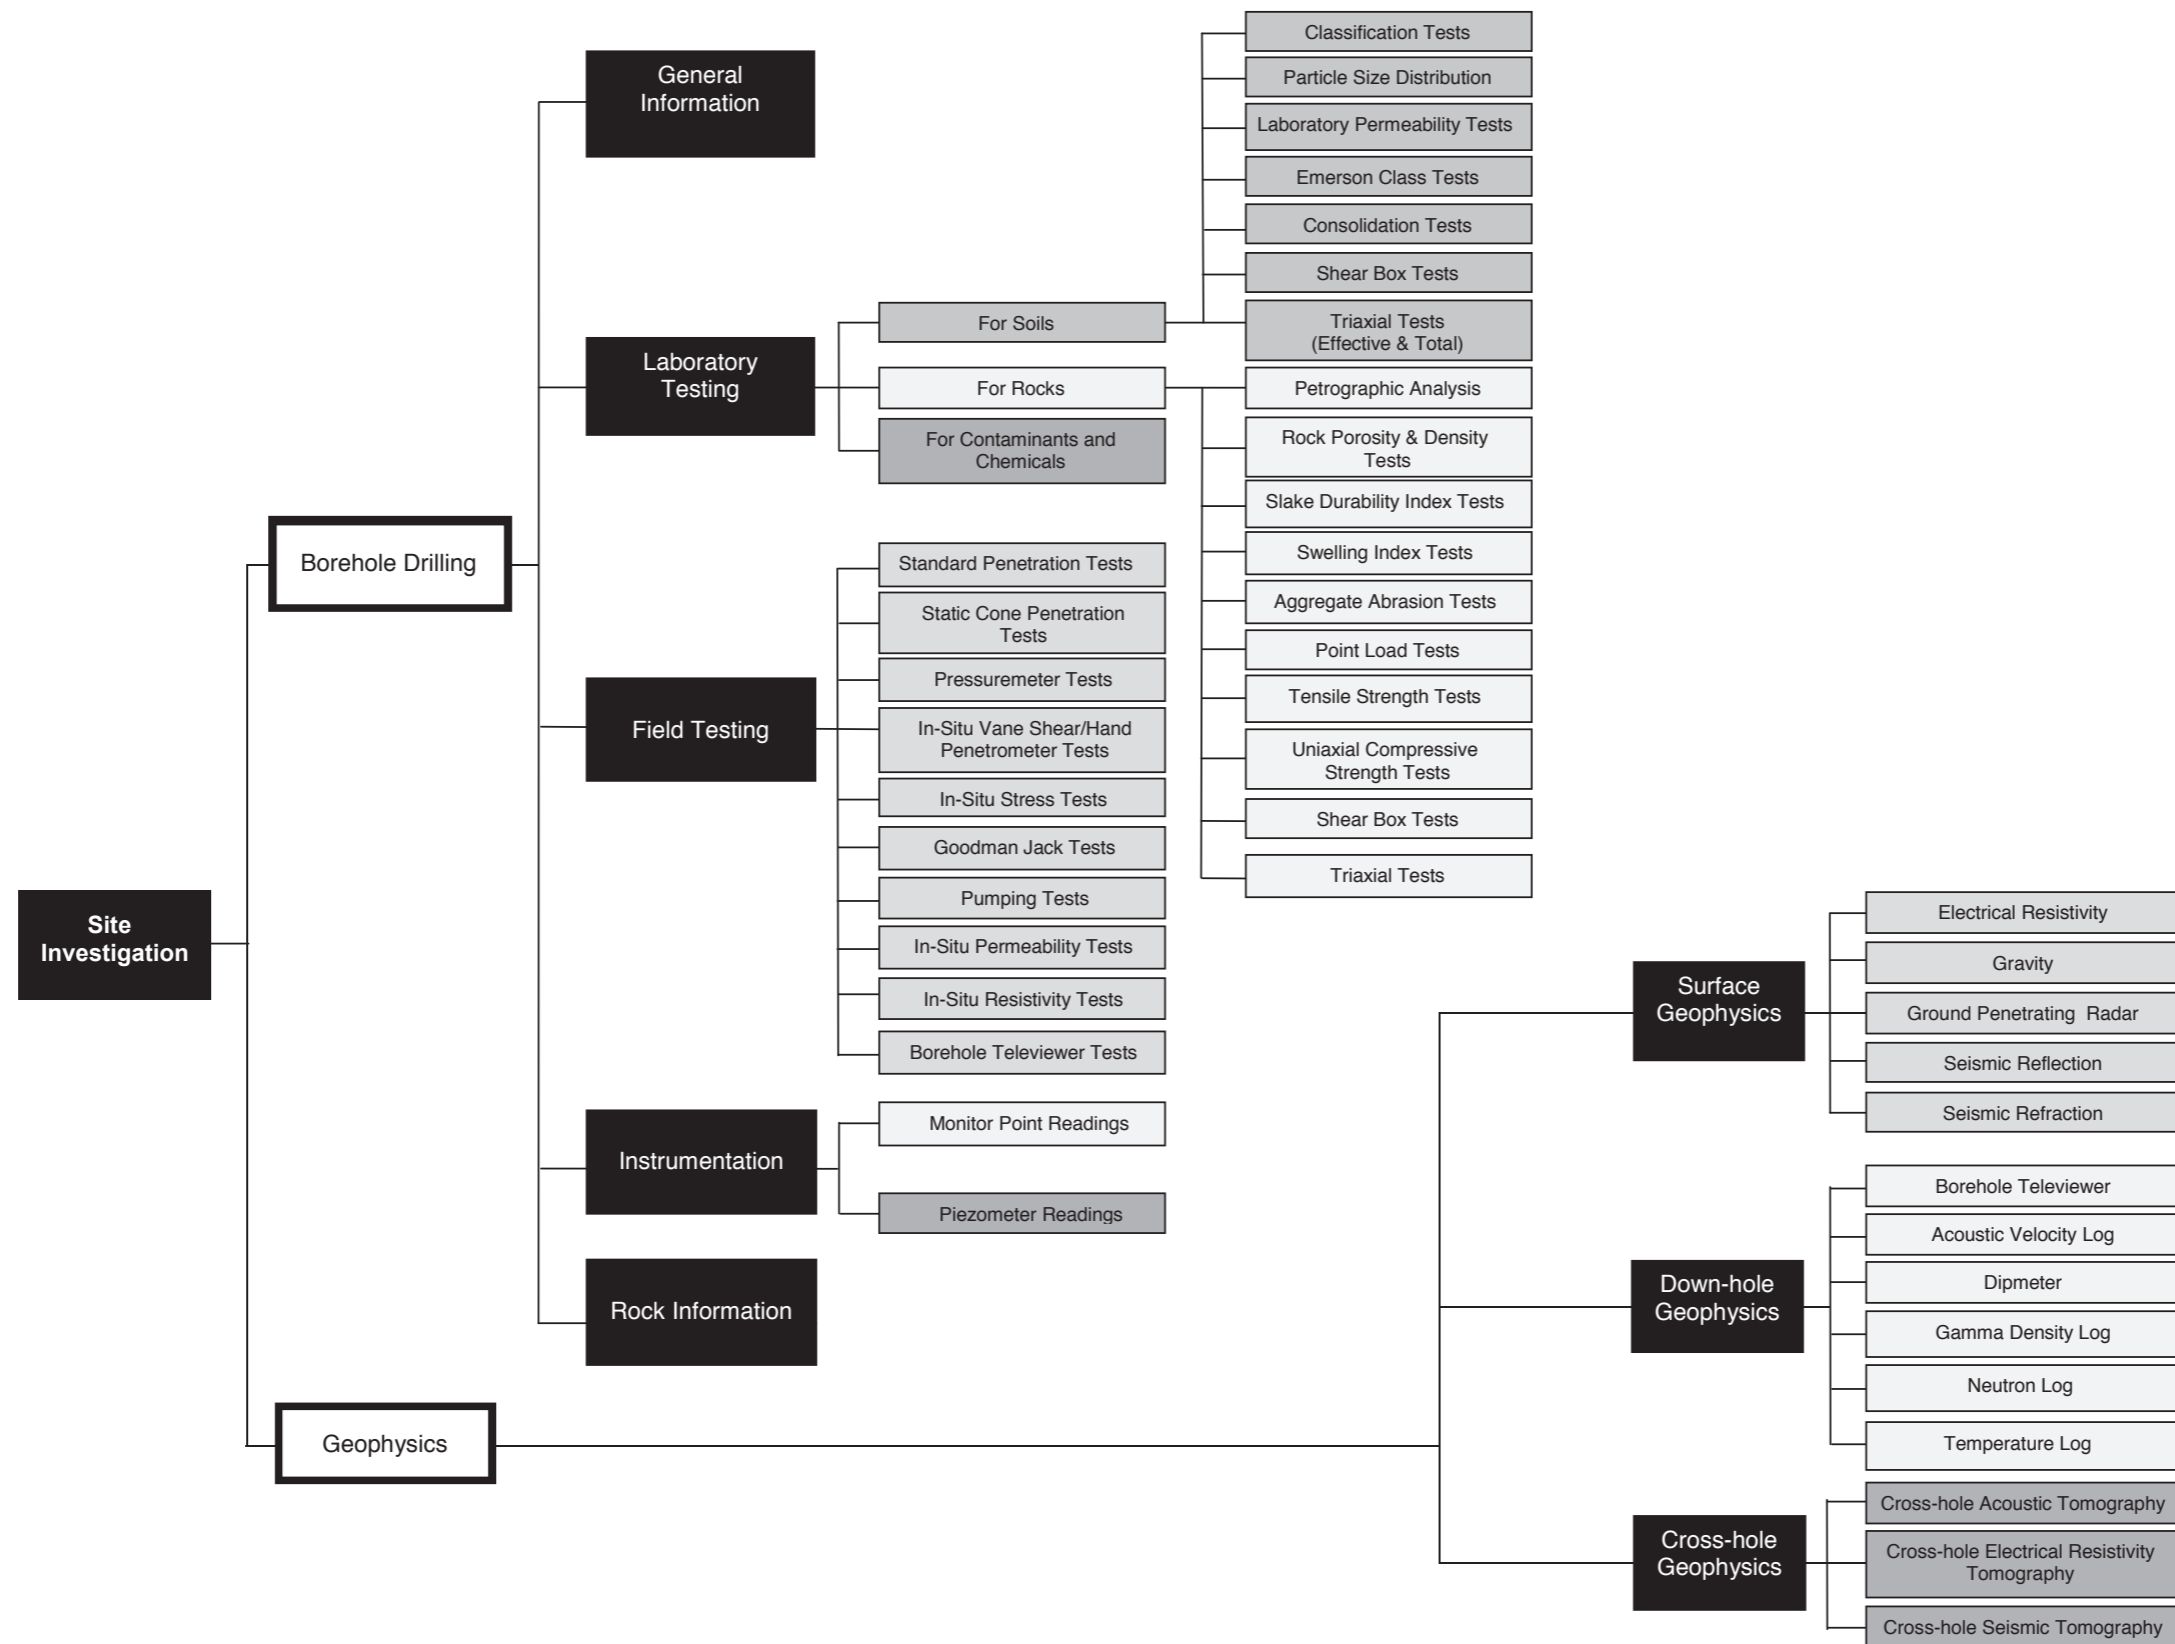 Site
Investigation
Borehole Drilling
General
Information
Laboratory
Testing
For Soils
Classification Tests
Particle Size Distribution
Laboratory Permeability Tests
Emerson Class Tests
Consolidation Tests
Shear Box Tests
Triaxial Tests
(Effective & Total)
For Rocks
Petrographic Analysis
Rock Porosity & Density
Tests
Slake Durability Index Tests
Swelling Index Tests
Aggregate Abrasion Tests
Point Load Tests
Tensile Strength Tests
Uniaxial Compressive
Strength Tests
Shear Box Tests
Triaxial Tests
For Contaminants and
Chemicals
Field Testing
Standard Penetration Tests
Static Cone Penetration
Tests
Pressuremeter Tests
In-Situ Vane Shear/Hand
Penetrometer Tests
In-Situ Stress Tests
Goodman Jack Tests
Pumping Tests
In-Situ Permeability Tests
In-Situ Resistivity Tests
Borehole Televiewer Tests
Instrumentation
Monitor Point Readings
Piezometer Readings
Rock Information
Geophysics
Surface
Geophysics
Electrical Resistivity
Gravity
Ground Penetrating Radar
Seismic Reflection
Seismic Refraction
Down-hole
Geophysics
Borehole Televiewer
Acoustic Velocity Log
Dipmeter
Gamma Density Log
Neutron Log
Temperature Log
Cross-hole
Geophysics
Cross-hole Acoustic Tomography
Cross-hole Electrical Resistivity
Tomography
Cross-hole Seismic Tomography